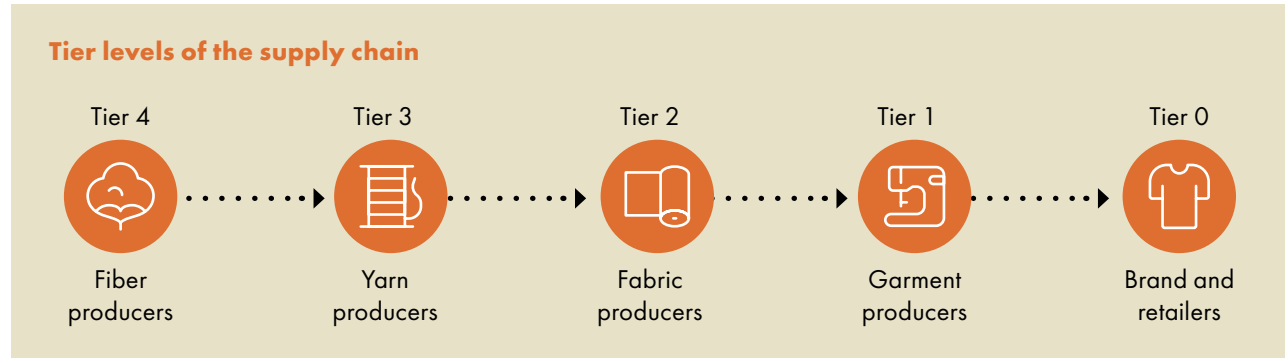 Tier levels of the supply chain
Tier 4
Tier 3
Tier 2
Tier 1
Tier 0
Fiber
producers
Yarn
producers
Fabric
producers
Garment
producers
Brand and
retailers